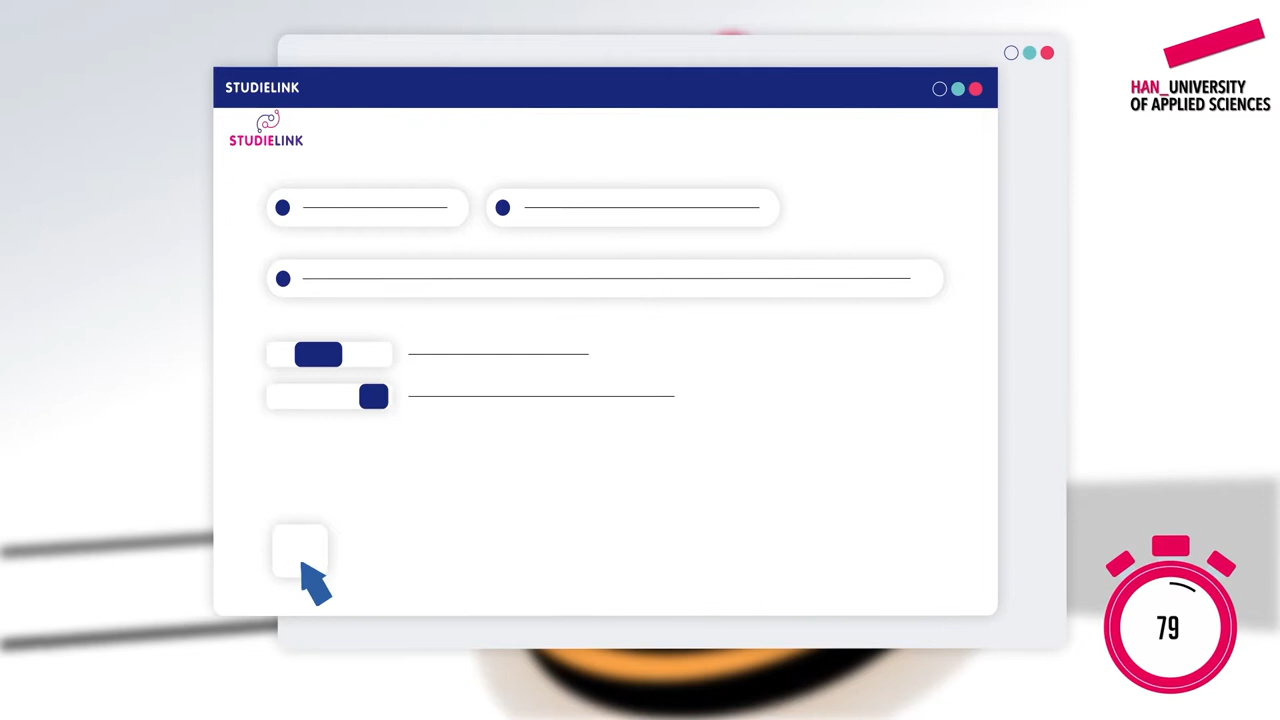 STUDIELINK
STUDIELINK
HAN_UNIVERSITY
OF APPLIED SCIENCES
79